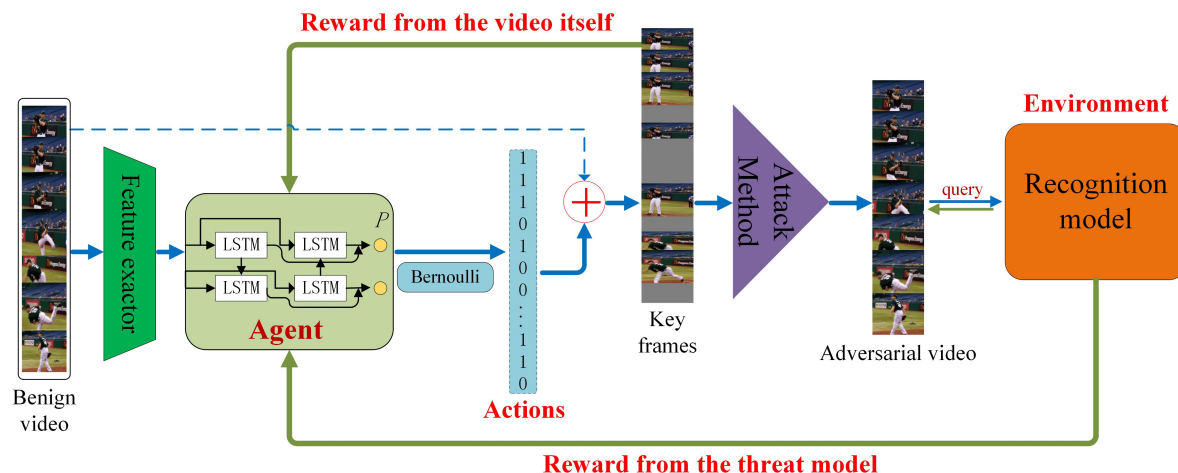 Reward from the video itself
Benign
video
Feature exactor
LSTM
LSTM
LSTM
LSTM
P
Agent
Bernoulli
1
1
1
0
1
0
0
⋮
1
1
0
Actions
Key
frames
Attack
Method
Adversarial video
query
Environment
Recognition
model
Reward from the threat model